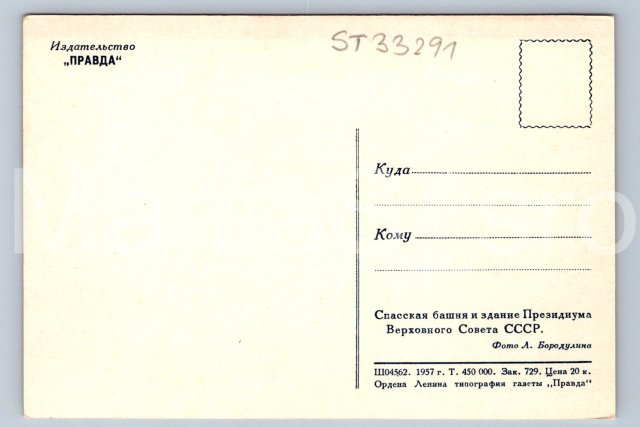 Издательство
„ПРАВДА“
ST33291
Куда
Кому
Спасская башня и здание Президиума
Верховного Совета СССР.
Фото Л. Бородулина
Ш04562. 1957 г. Т. 450 000. Зак. 729. Цена 20 к.
Ордена Ленина типография газеты „Правда“